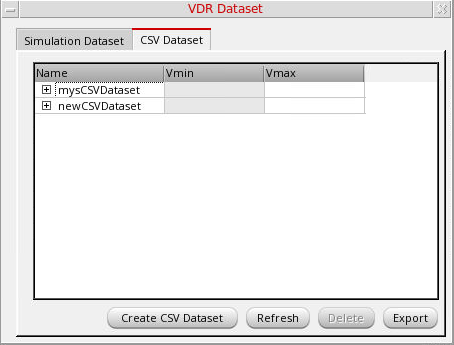 VDR Dataset
Simulation Dataset CSV Dataset
Name Vmin Vmax
mysCSVDataset
newCSVDataset
Create CSV Dataset Refresh Delete Export